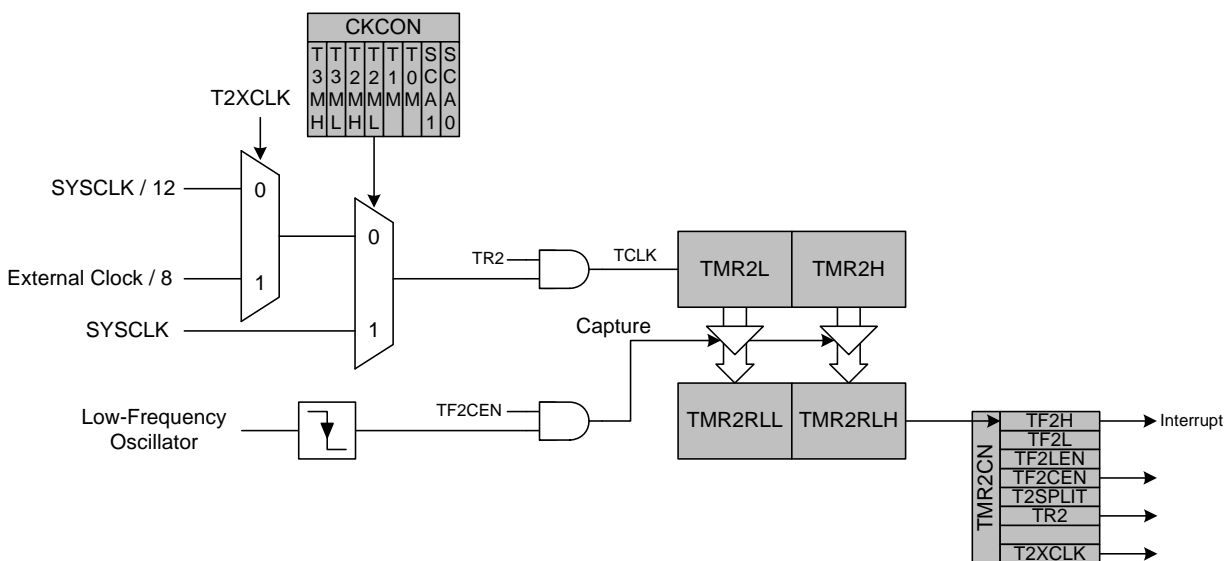 CKCON
T3MH
T3ML
T2MH
T2ML
T1M
T0M
SCA1
SCA0
T2XCLK
SYSCLK / 12
0
External Clock / 8
1
SYSCLK
0
1
TR2
TCLK
TMR2L
TMR2H
Capture
Low-Frequency
Oscillator
TF2CEN
TMR2RLL
TMR2RLH
TMR2CN
TF2H
TF2L
TF2LEN
TF2CEN
T2SPLIT
TR2
T2XCLK
Interrupt